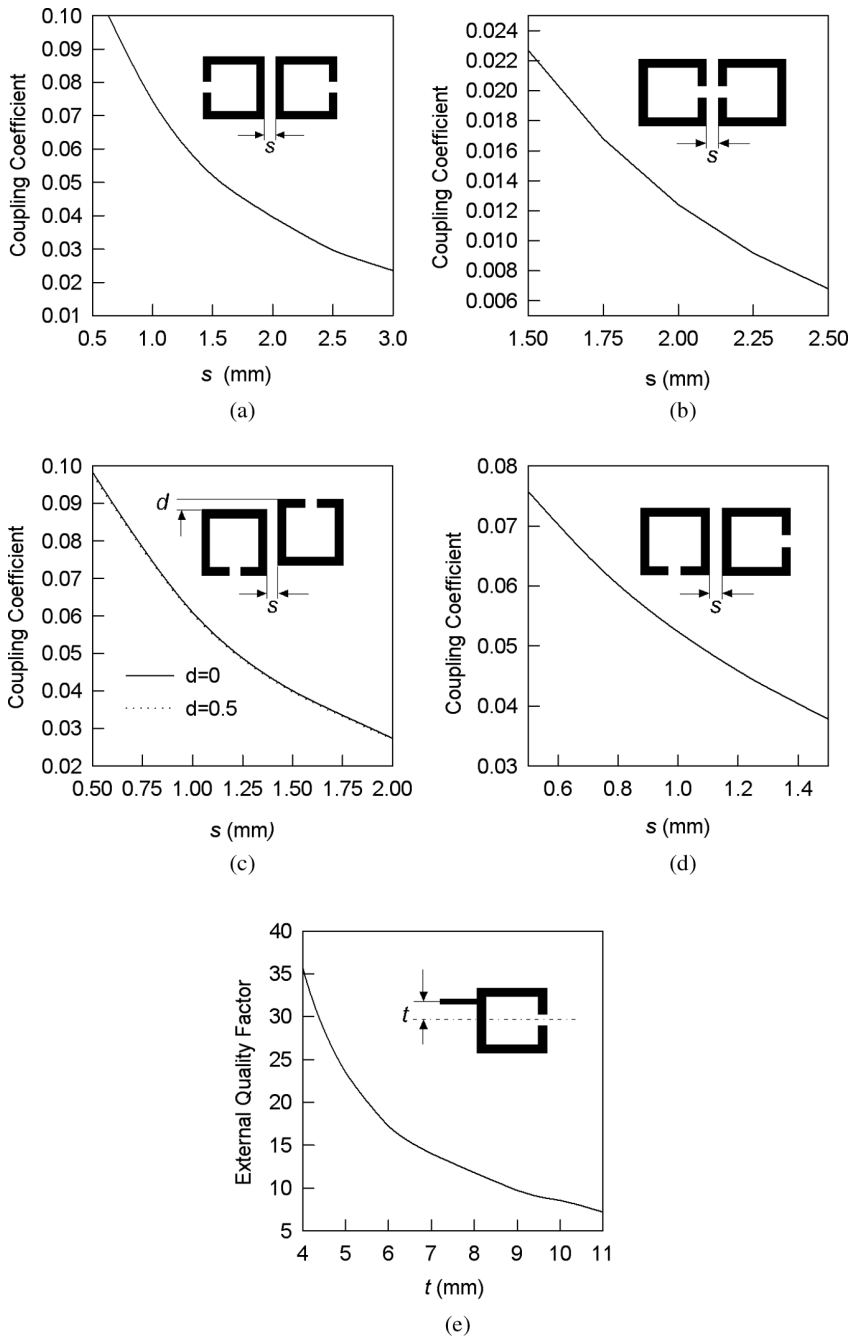 0.10
0.09
0.08
0.07
0.06
0.05
0.04
0.03
0.02
0.01
Coupling Coefficient
s
0.5 1.0 1.5 2.0 2.5 3.0
s (mm)
(a)
0.024
0.022
0.020
0.018
0.016
0.014
0.012
0.010
0.008
0.006
Coupling Coefficient
s
1.50 1.75 2.00 2.25 2.50
s (mm)
(b)
0.10
0.09
0.08
0.07
0.06
0.05
0.04
0.03
0.02
Coupling Coefficient
d
s
d=0
d=0.5
0.50 0.75 1.00 1.25 1.50 1.75 2.00
s (mm)
(c)
0.08
0.07
0.06
0.05
0.04
0.03
Coupling Coefficient
s
0.6 0.8 1.0 1.2 1.4
s (mm)
(d)
40
35
30
25
20
15
10
5
External Quality Factor
t
4 5 6 7 8 9 10 11
t (mm)
(e)